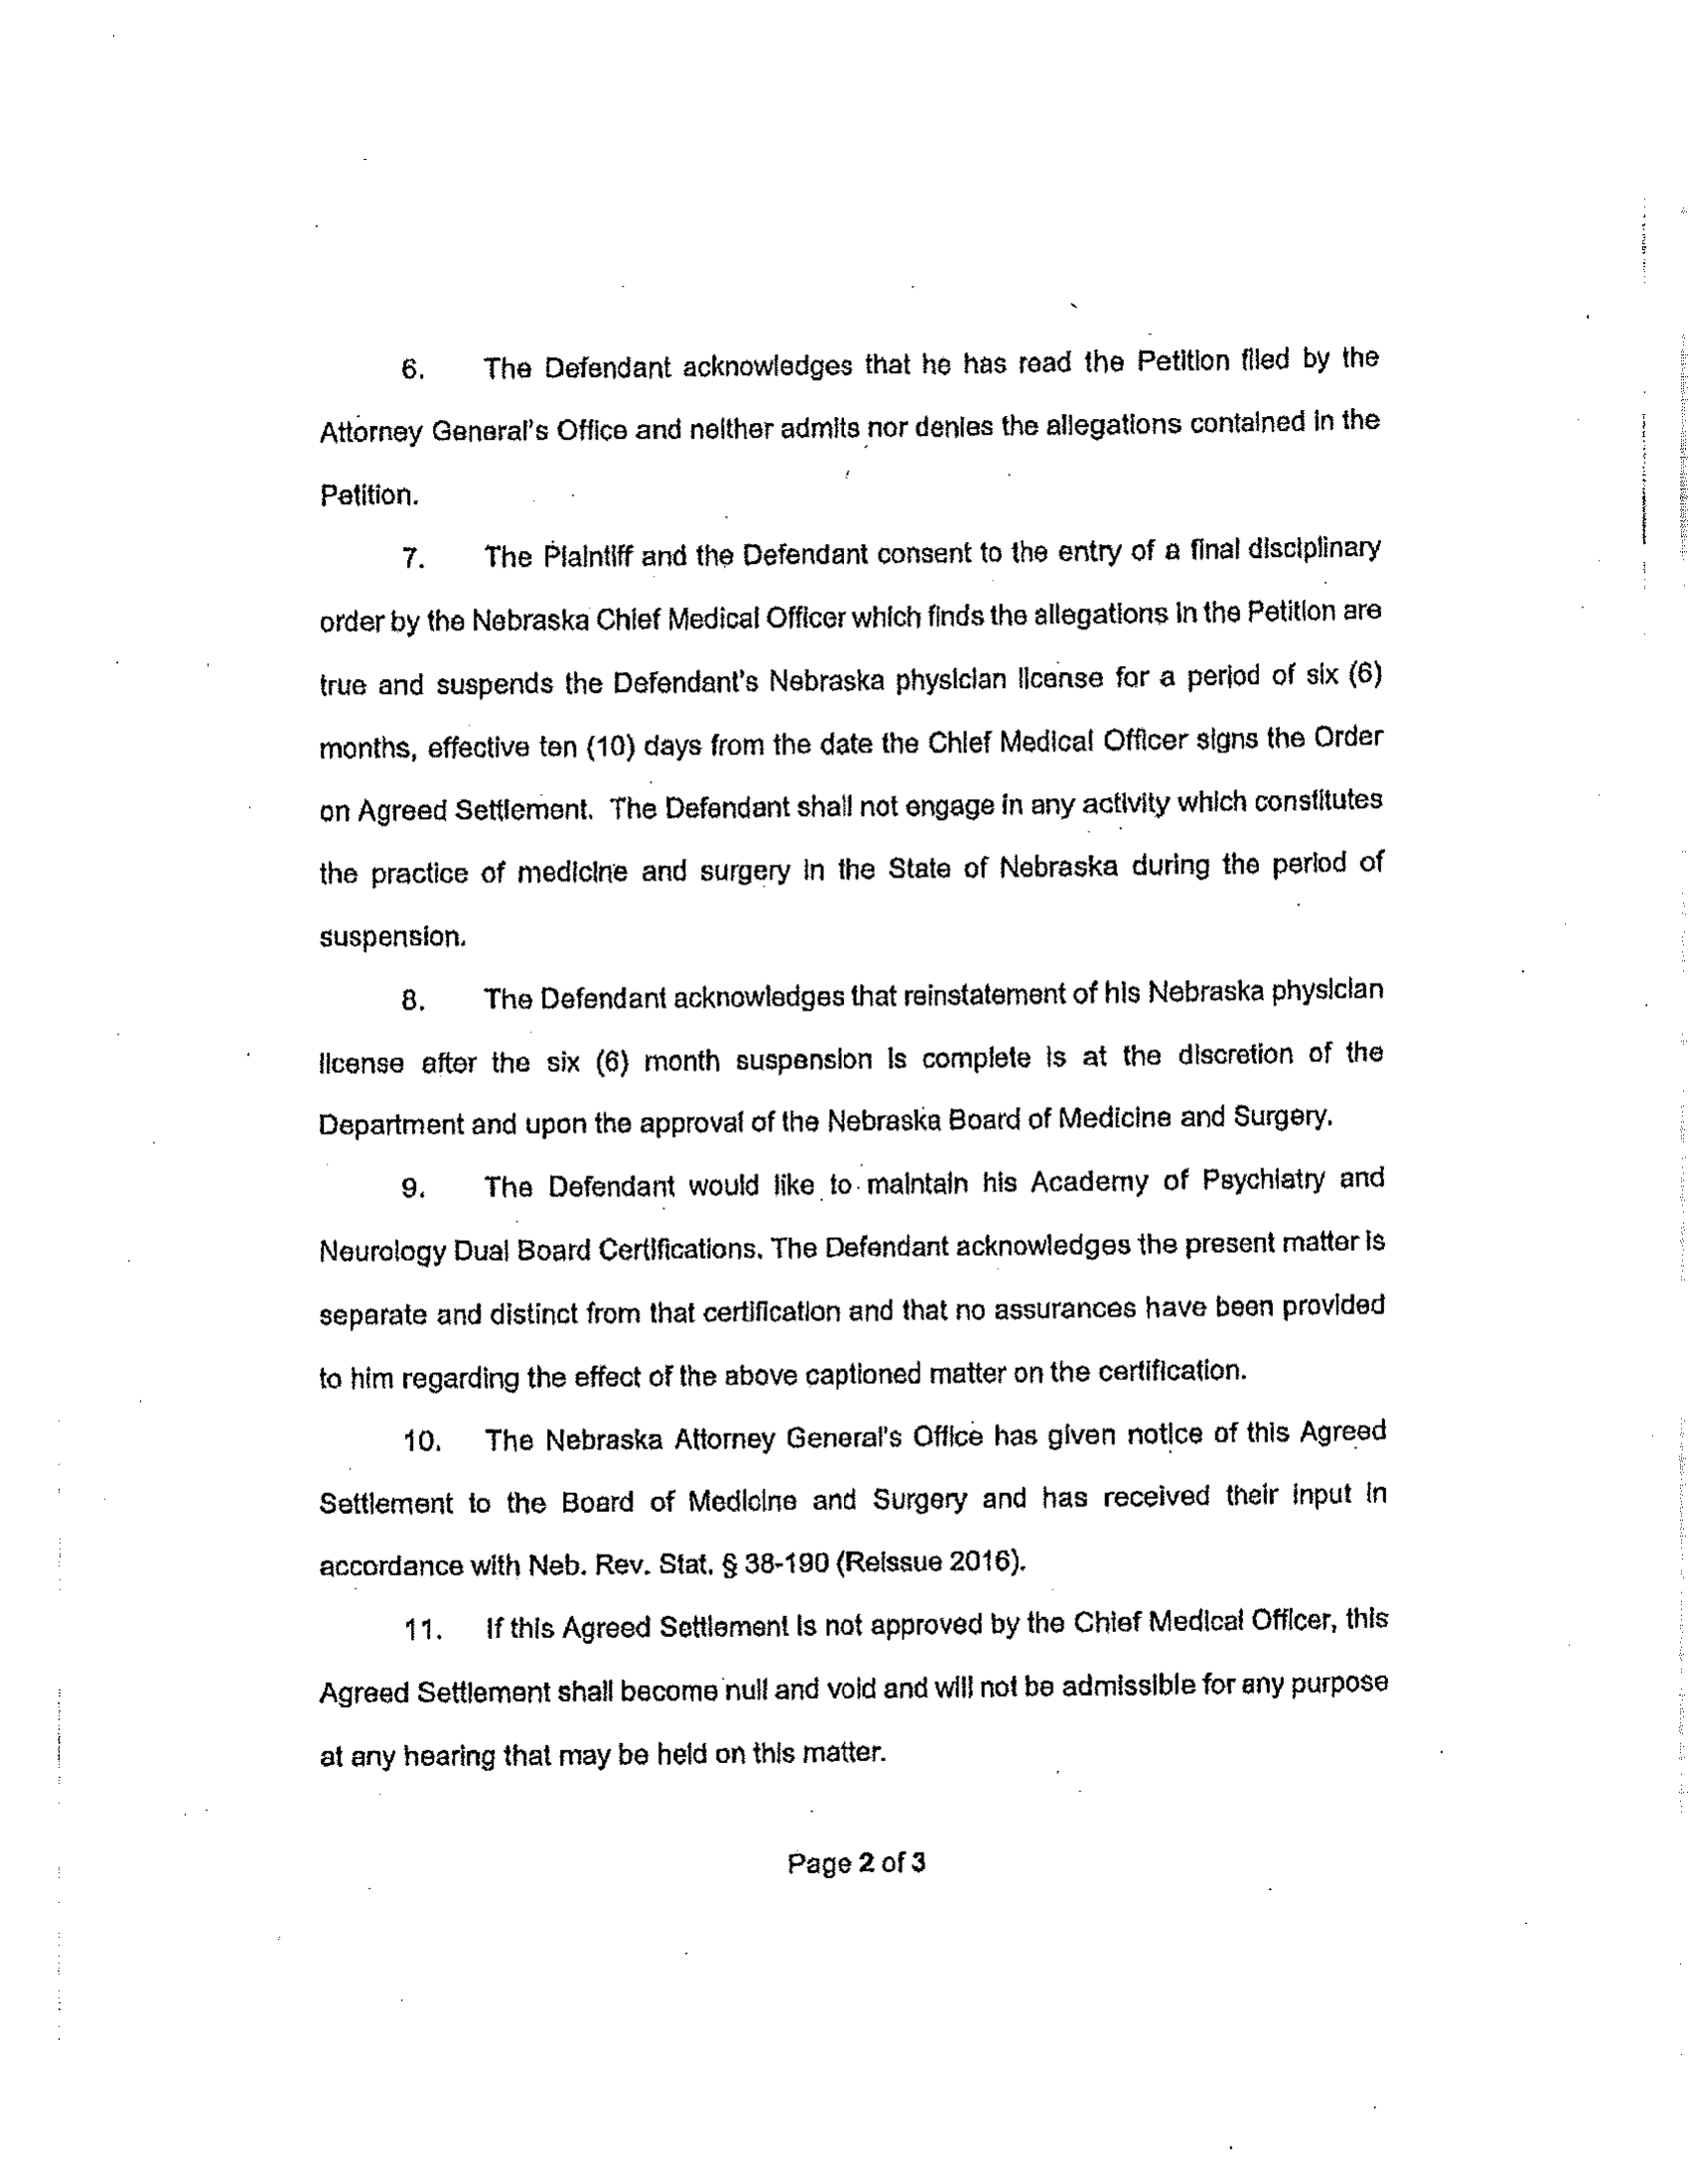 6. The Defendant acknowledges that he has read the Petition filed by the
Attorney General's Office and neither admits nor denies the allegations contained in the
Petition.
7. The Plaintiff and the Defendant consent to the entry of a final disciplinary
order by the Nebraska Chief Medical Officer which finds the allegations in the Petition are
true and suspends the Defendant's Nebraska physician license for a period of six (6)
months, effective ten (10) days from the date the Chief Medical Officer signs the Order
on Agreed Settlement. The Defendant shall not engage in any activity which constitutes
the practice of medicine and surgery in the State of Nebraska during the period of
suspension.
8. The Defendant acknowledges that reinstatement of his Nebraska physician
license after the six (6) month suspension is complete is at the discretion of the
Department and upon the approval of the Nebraska Board of Medicine and Surgery.
9. The Defendant would like to maintain his Academy of Psychiatry and
Neurology Dual Board Certifications. The Defendant acknowledges the present matter is
separate and distinct from that certification and that no assurances have been provided
to him regarding the effect of the above captioned matter on the certification.
10. The Nebraska Attorney General's Office has given notice of this Agreed
Settlement to the Board of Medicine and Surgery and has received their input in
accordance with Neb. Rev. Stat. § 38-190 (Reissue 2016).
11. If this Agreed Settlement is not approved by the Chief Medical Officer, this
Agreed Settlement shall become null and void and will not be admissible for any purpose
at any hearing that may be held on this matter.
Page 2 of 3